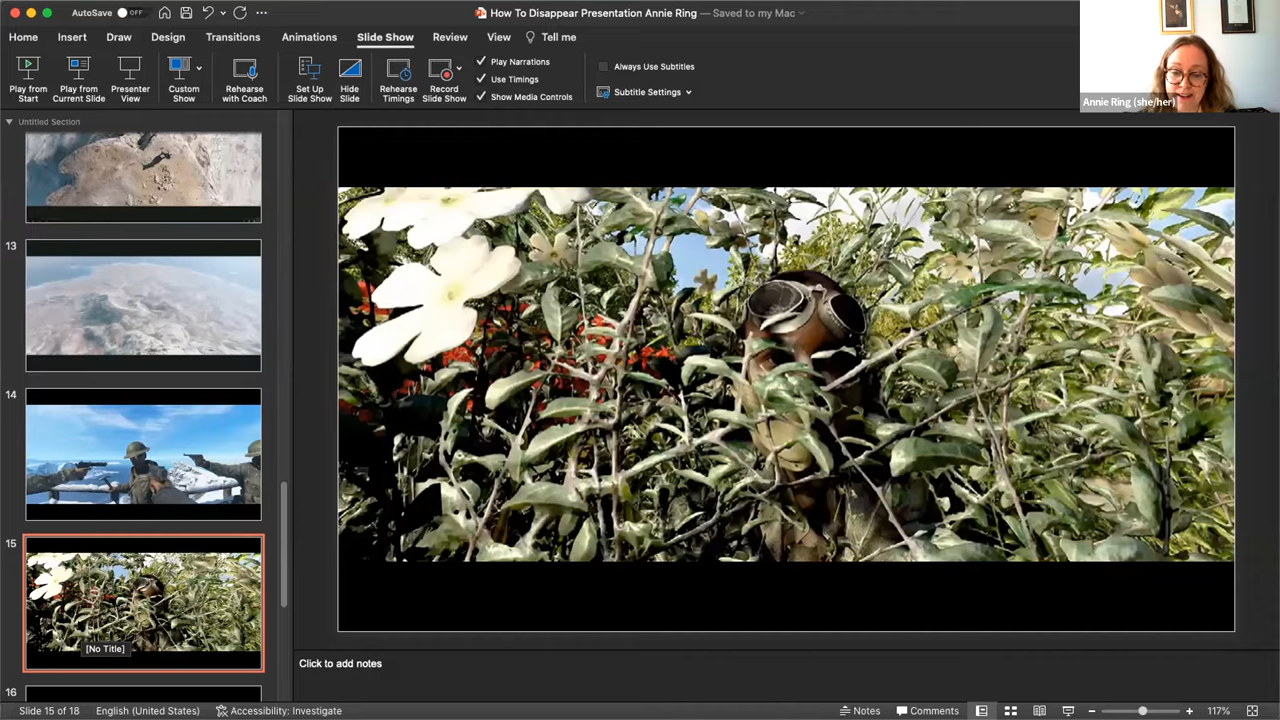 AutoSave OFF
How To Disappear Presentation Annie Ring — Saved to my Mac
Home Insert Draw Design Transitions Animations Slide Show Review View Tell me
Play from Start
Play from Current Slide
Presenter View
Custom Show
Rehearse with Coach
Set Up Slide Show
Hide Slide
Rehearse Timings
Record Slide Show
Play Narrations
Use Timings
Show Media Controls
Always Use Subtitles
Subtitle Settings
Annie Ring (she/her)
Untitled Section
13
14
15
[No Title]
16
Click to add notes
Slide 15 of 18 English (United States) Accessibility: Investigate Notes Comments 117%